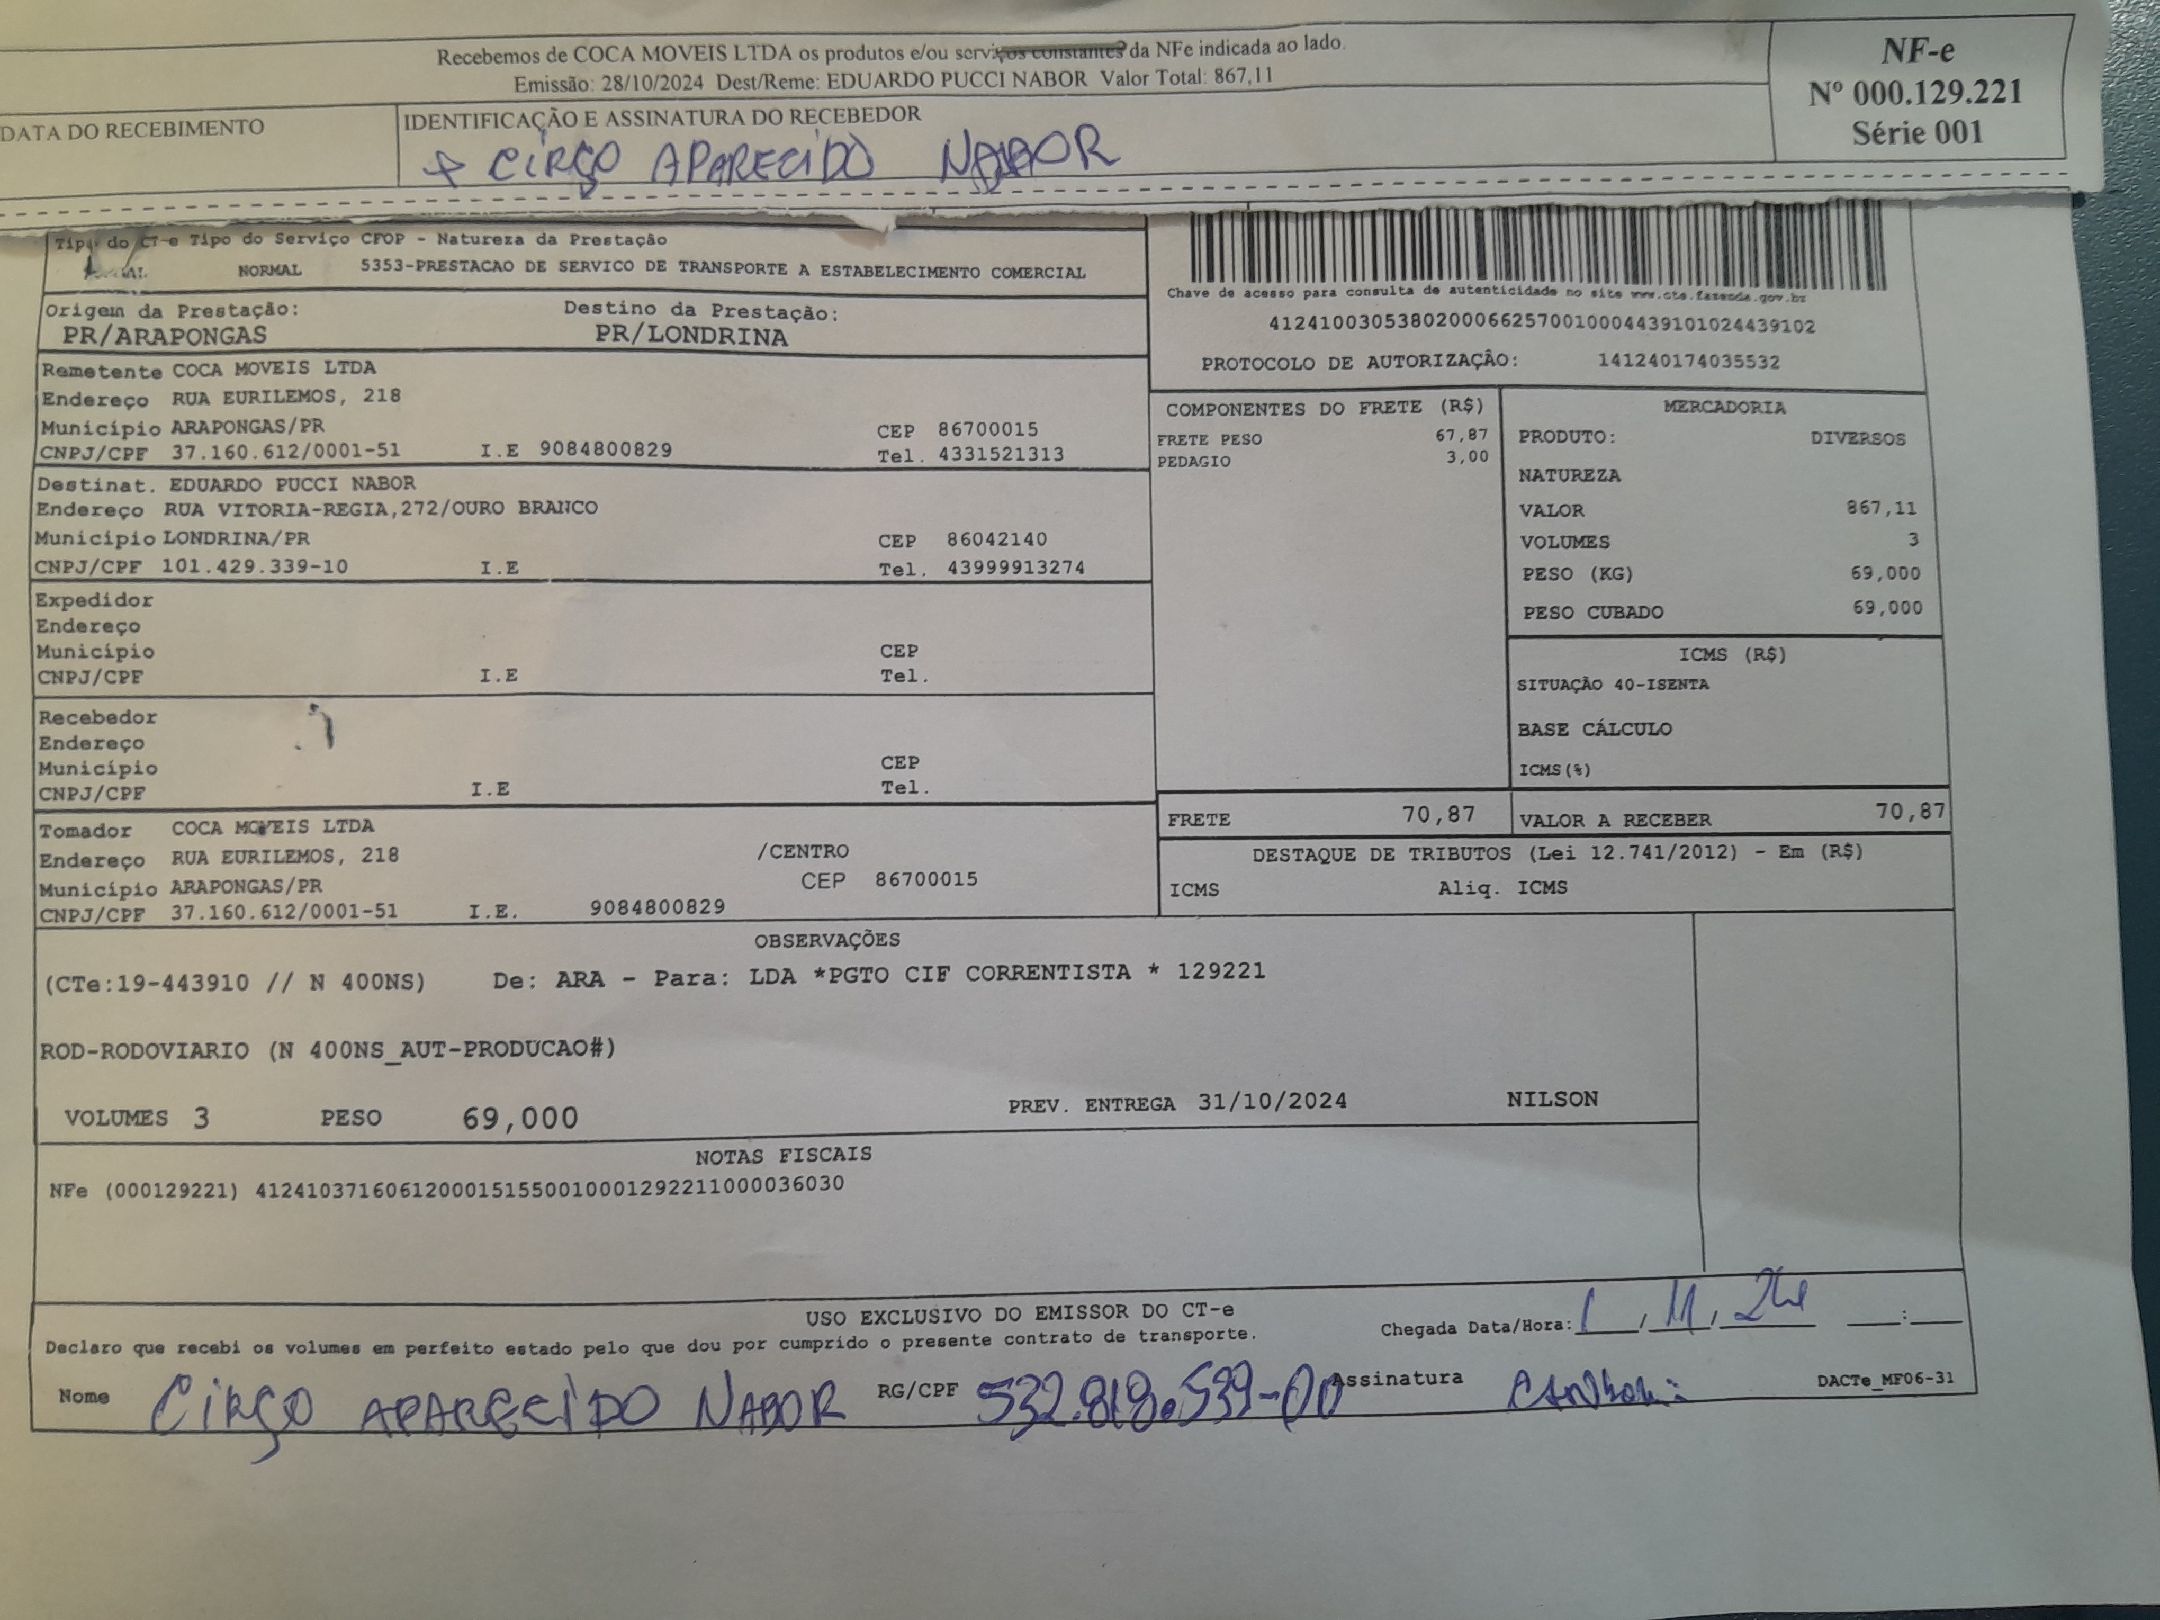 Recebemos de COCA MOVEIS LTDA os produtos e/ou serviços constantes da NFe indicada ao lado.
Emissão: 28/10/2024 Dest/Reme: EDUARDO PUCCI NABOR Valor Total: 867,11
NF-e
Nº 000.129.221
Série 001
DATA DO RECEBIMENTO
IDENTIFICAÇÃO E ASSINATURA DO RECEBEDOR
CIRÇO APARECIDO NABOR
Tipo do CT-e Tipo do Serviço CFOP - Natureza da Prestação
NORMAL 5353-PRESTACAO DE SERVICO DE TRANSPORTE A ESTABELECIMENTO COMERCIAL
Origem da Prestação: Destino da Prestação:
PR/ARAPONGAS PR/LONDRINA
Chave de acesso para consulta de autenticidade no site www.cte.fazenda.gov.br
41241003053802000662570010004439101024439102
PROTOCOLO DE AUTORIZAÇÃO: 141240174035532
Remetente COCA MOVEIS LTDA
Endereço RUA EURILEMOS, 218
Município ARAPONGAS/PR CEP 86700015
CNPJ/CPF 37.160.612/0001-51 I.E 9084800829 Tel. 4331521313
Destinat. EDUARDO PUCCI NABOR
Endereço RUA VITORIA-REGIA,272/OURO BRANCO
Município LONDRINA/PR CEP 86042140
CNPJ/CPF 101.429.339-10 I.E Tel. 43999913274
Expedidor
Endereço
Município CEP
CNPJ/CPF I.E Tel.
Recebedor
Endereço
Município CEP
CNPJ/CPF I.E Tel.
Tomador COCA MOVEIS LTDA
Endereço RUA EURILEMOS, 218 /CENTRO
Município ARAPONGAS/PR CEP 86700015
CNPJ/CPF 37.160.612/0001-51 I.E. 9084800829
COMPONENTES DO FRETE (R$)
FRETE PESO 67,87
PEDAGIO 3,00
MERCADORIA
PRODUTO: DIVERSOS
NATUREZA
VALOR 867,11
VOLUMES 3
PESO (KG) 69,000
PESO CUBADO 69,000
ICMS (R$)
SITUAÇÃO 40-ISENTA
BASE CÁLCULO
ICMS(%)
FRETE 70,87 VALOR A RECEBER 70,87
DESTAQUE DE TRIBUTOS (Lei 12.741/2012) - Em (R$)
ICMS Aliq. ICMS
OBSERVAÇÕES
(CTe:19-443910 // N 400NS) De: ARA - Para: LDA *PGTO CIF CORRENTISTA * 129221
ROD-RODOVIARIO (N 400NS_AUT-PRODUCAO#)
VOLUMES 3 PESO 69,000 PREV. ENTREGA 31/10/2024 NILSON
NOTAS FISCAIS
NFe (000129221) 41241037160612000151550010001292211000036030
USO EXCLUSIVO DO EMISSOR DO CT-e
Declaro que recebi os volumes em perfeito estado pelo que dou por cumprido o presente contrato de transporte.
Chegada Data/Hora: 1/11/24 :
Nome CIRÇO APARECIDO NABOR RG/CPF 532.818.539-00 Assinatura DACTe_MF06-31